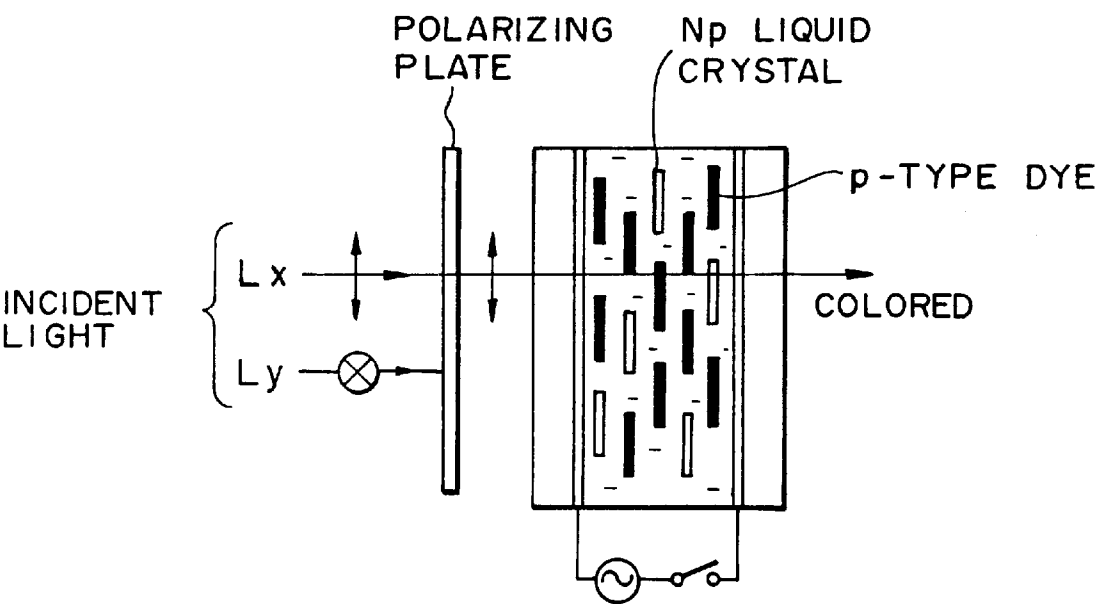 POLARIZING
PLATE
Np LIQUID
CRYSTAL
p-TYPE DYE
INCIDENT
LIGHT
Lx
Ly
COLORED